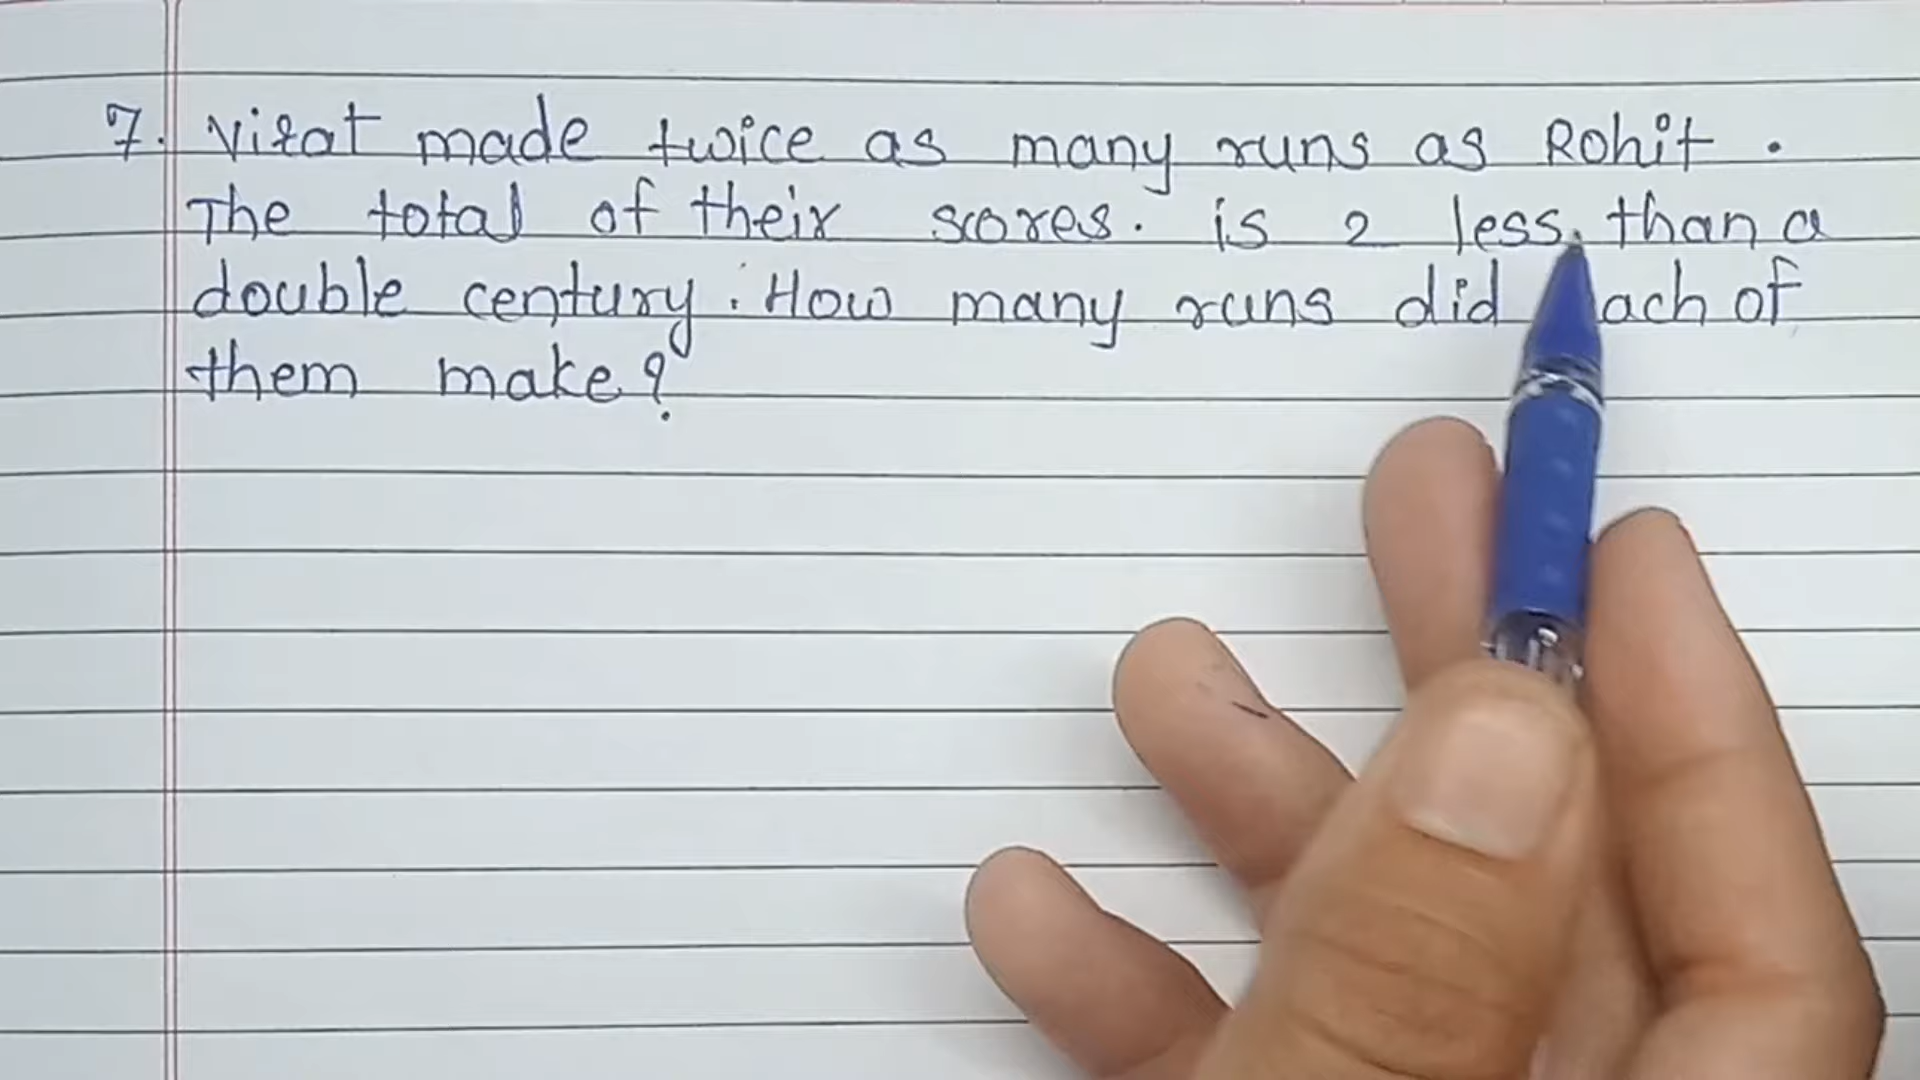 7. Virat made twice as many runs as Rohit.
The total of their scores. is 2 less than a
double century. How many runs did ach of
them make?